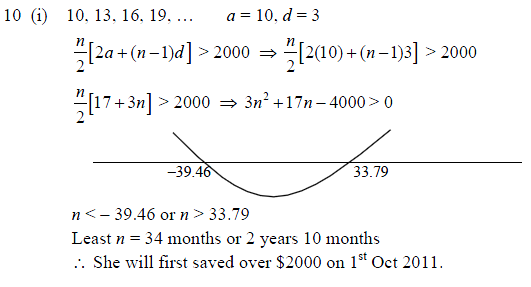 10 (i) 10, 13, 16, 19, … a = 10, d = 3
n/2[2a + (n−1)d] > 2000 ⇒ n/2[2(10) + (n−1)3] > 2000
n/2[17 + 3n] > 2000 ⇒ 3n² + 17n − 4000 > 0
−39.46 33.79
n < − 39.46 or n > 33.79
Least n = 34 months or 2 years 10 months
∴ She will first saved over $2000 on 1st Oct 2011.